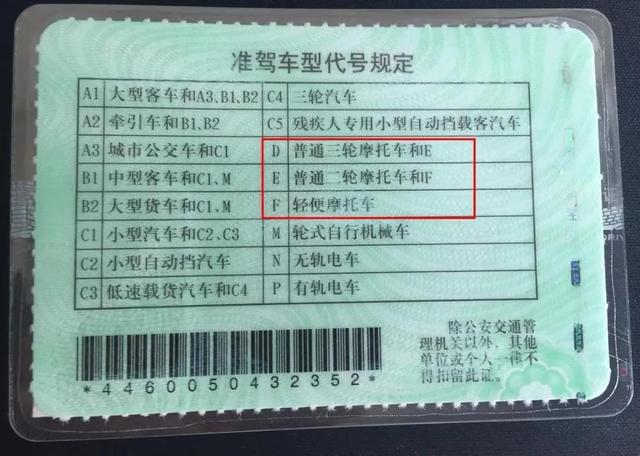 准驾车型代号规定
A1 大型客车和A3、B1、B2 C4 三轮汽车
A2 牵引车和B1、B2 C5 残疾人专用小型自动挡载客汽车
A3 城市公交车和C1 D 普通三轮摩托车和E
B1 中型客车和C1、M E 普通二轮摩托车和F
B2 大型货车和C1、M F 轻便摩托车
C1 小型汽车和C2、C3 M 轮式自行机械车
C2 小型自动挡汽车 N 无轨电车
C3 低速载货汽车和C4 P 有轨电车
除公安交通管
理机关以外,其他
单位或个人一律不
得扣留此证。
*4460050432352*